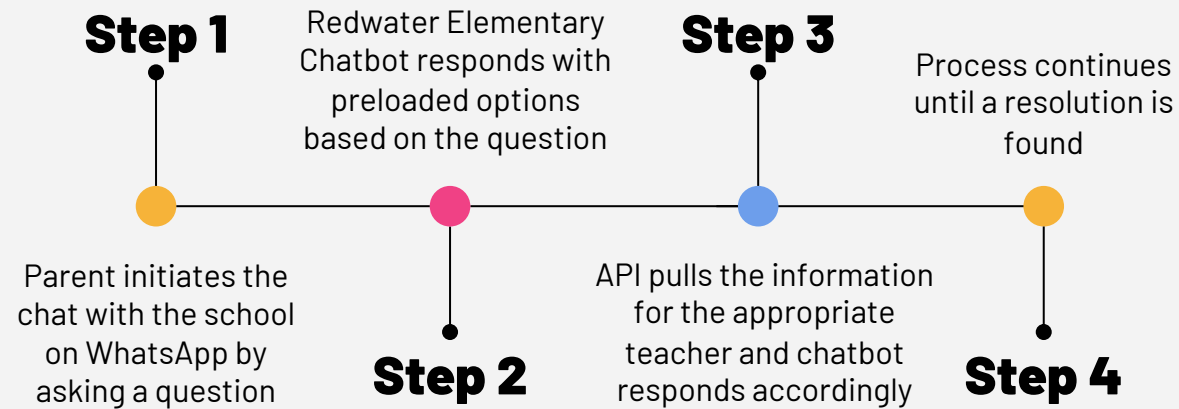 Step 1
Parent initiates the
chat with the school
on WhatsApp by
asking a question
Redwater Elementary
Chatbot responds with
preloaded options
based on the question
Step 2
Step 3
API pulls the information
for the appropriate
teacher and chatbot
responds accordingly
Process continues
until a resolution is
found
Step 4